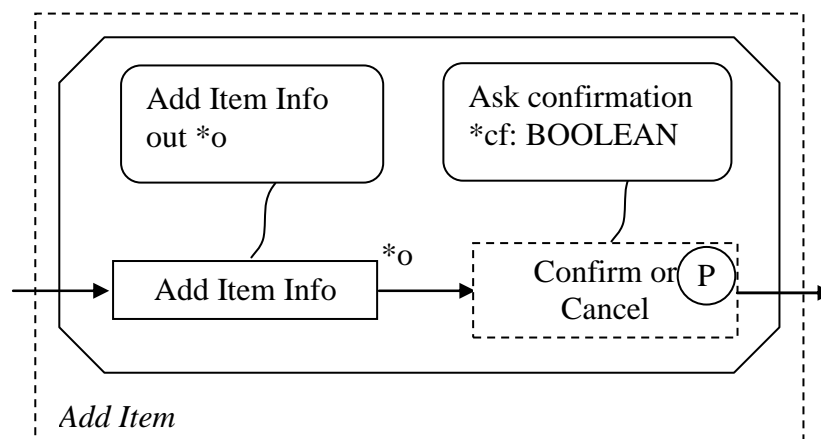 Add Item Info
out *o
Ask confirmation
*cf: BOOLEAN
*o
Add Item Info
Confirm or
Cancel
P
Add Item